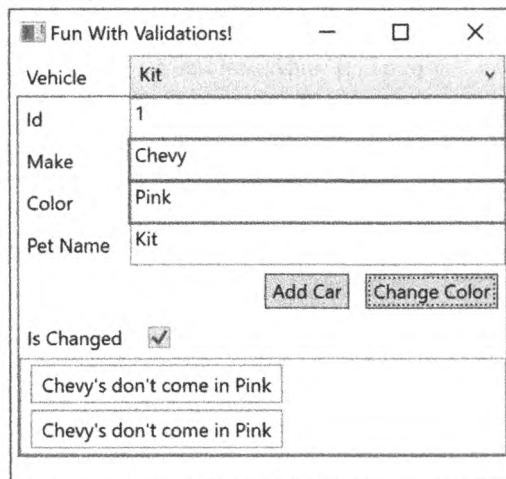 Fun With Validations!
Vehicle Kit
Id 1
Make Chevy
Color Pink
Pet Name Kit
Add Car Change Color
Is Changed
Chevy's don't come in Pink
Chevy's don't come in Pink